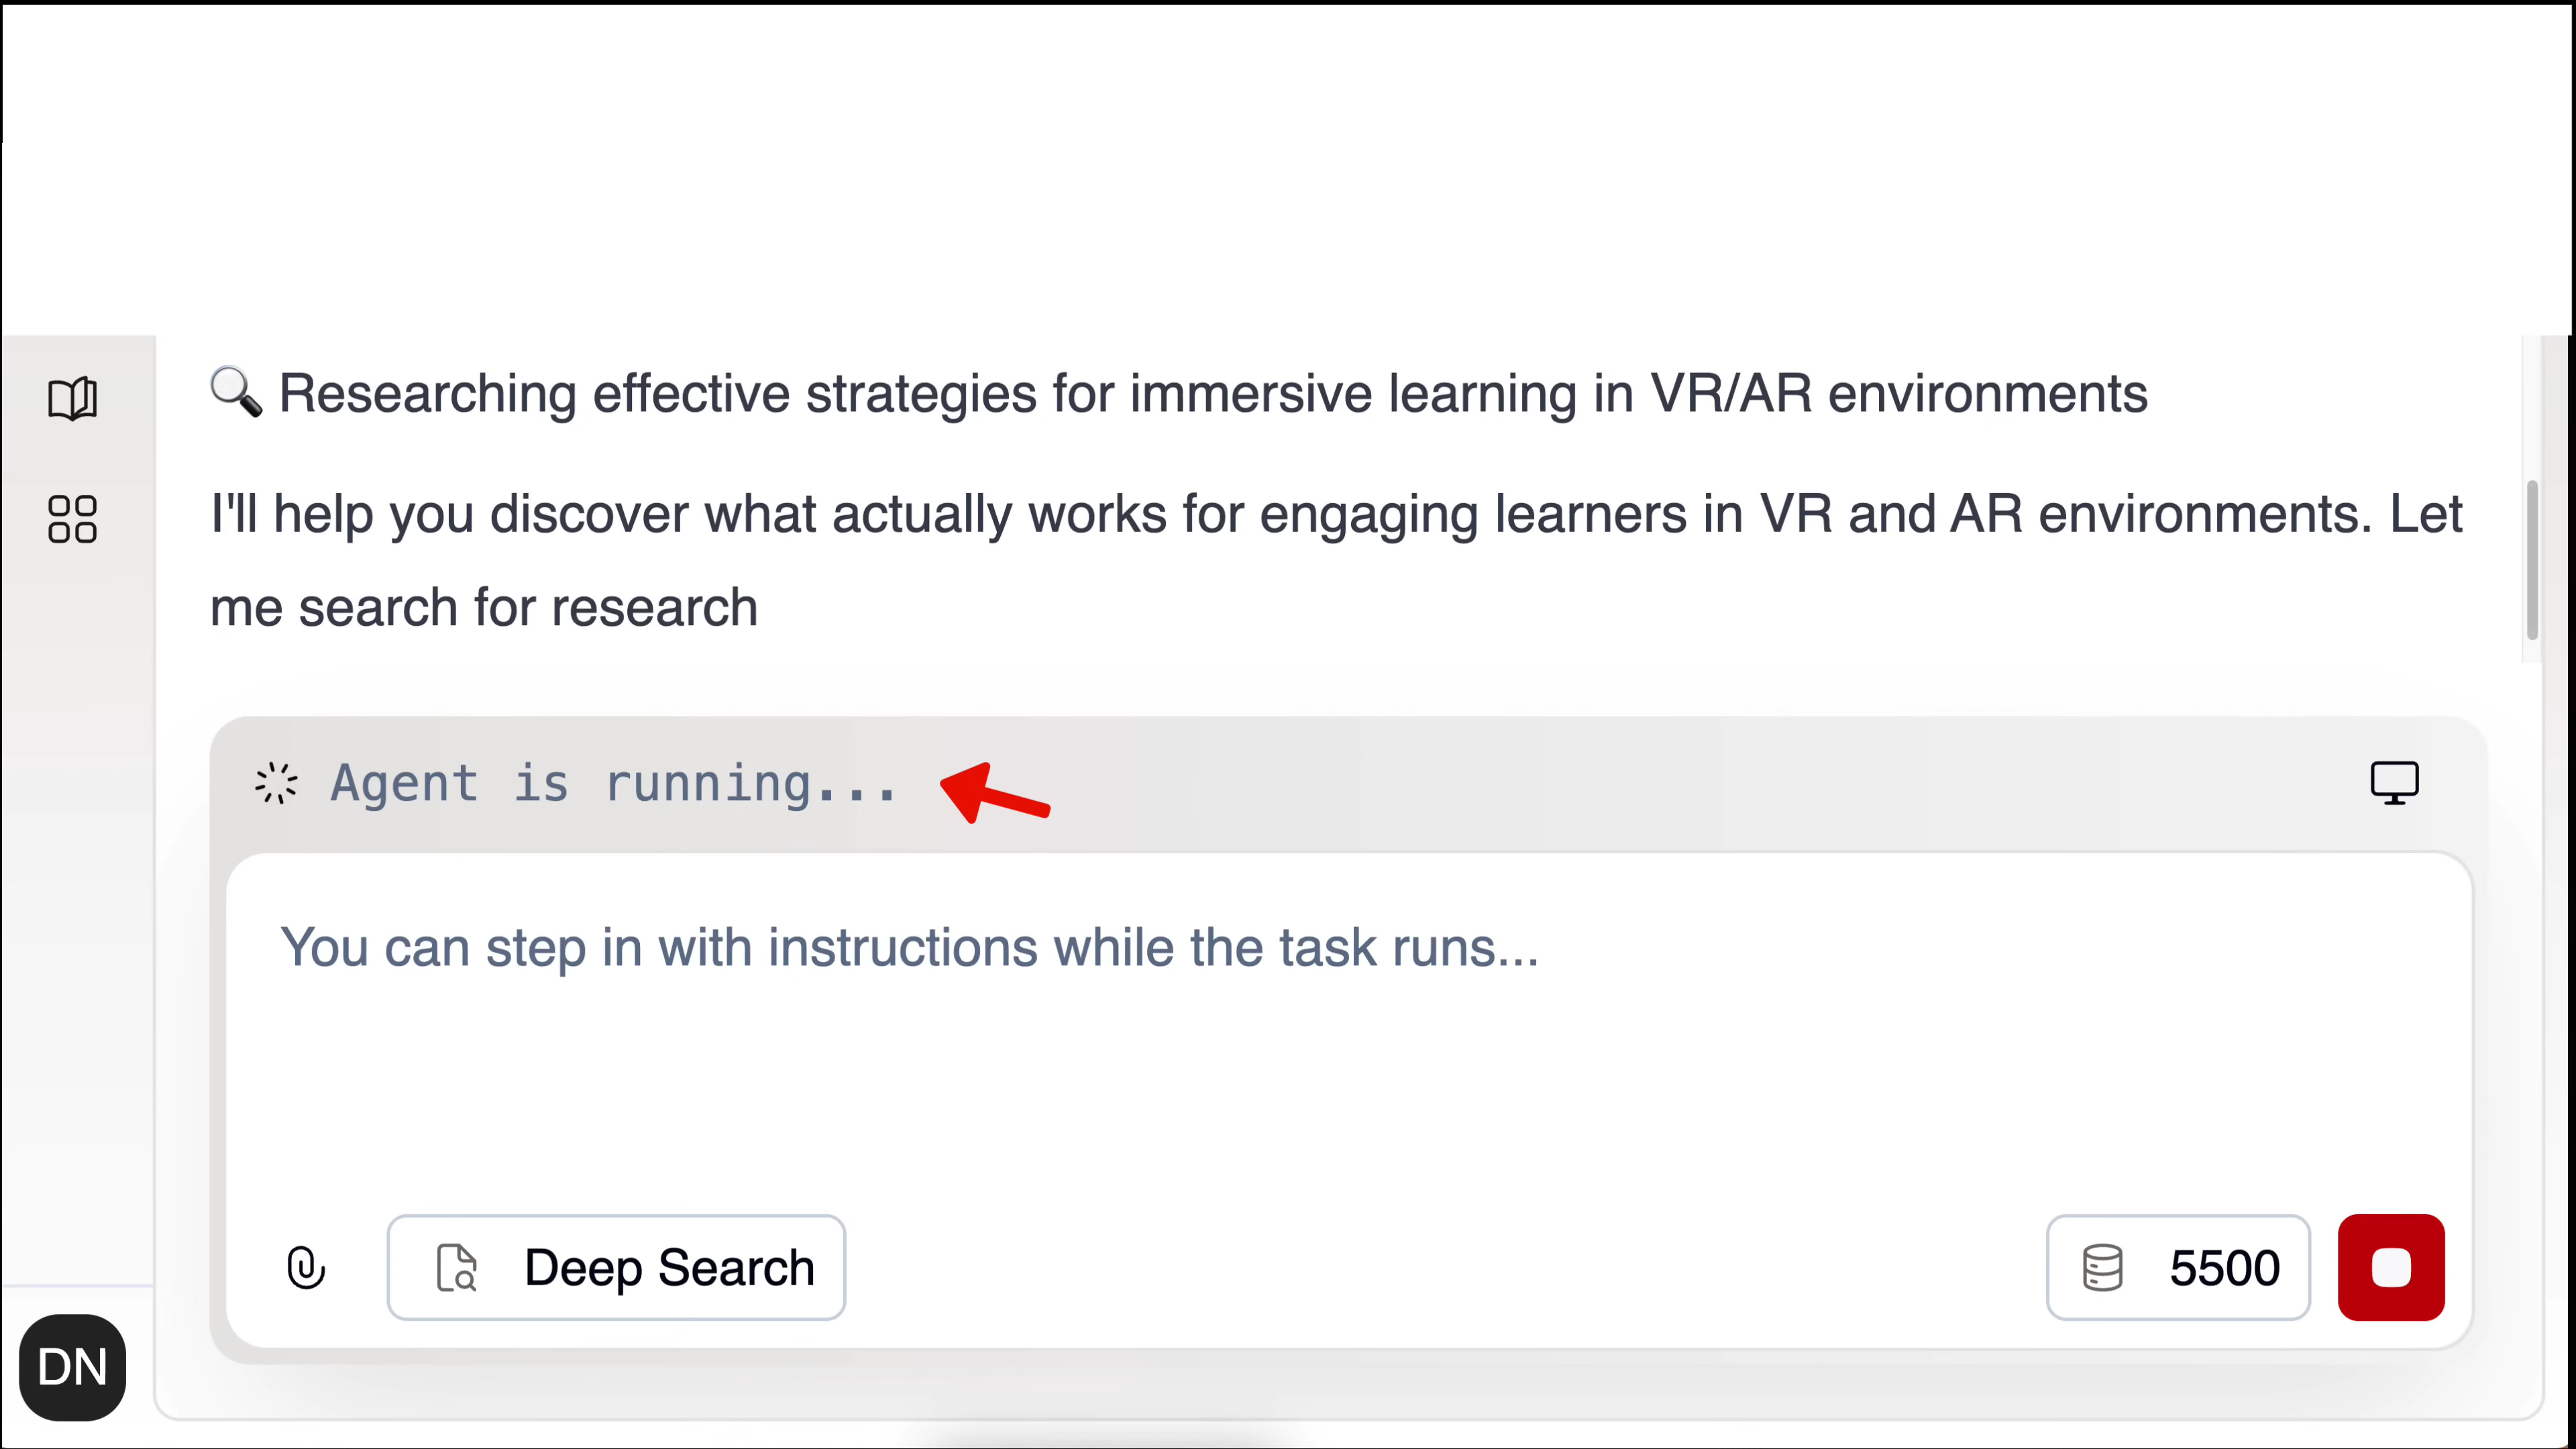 🔍 Researching effective strategies for immersive learning in VR/AR environments
I'll help you discover what actually works for engaging learners in VR and AR environments. Let
me search for research
Agent is running...
You can step in with instructions while the task runs...
Deep Search
5500
DN